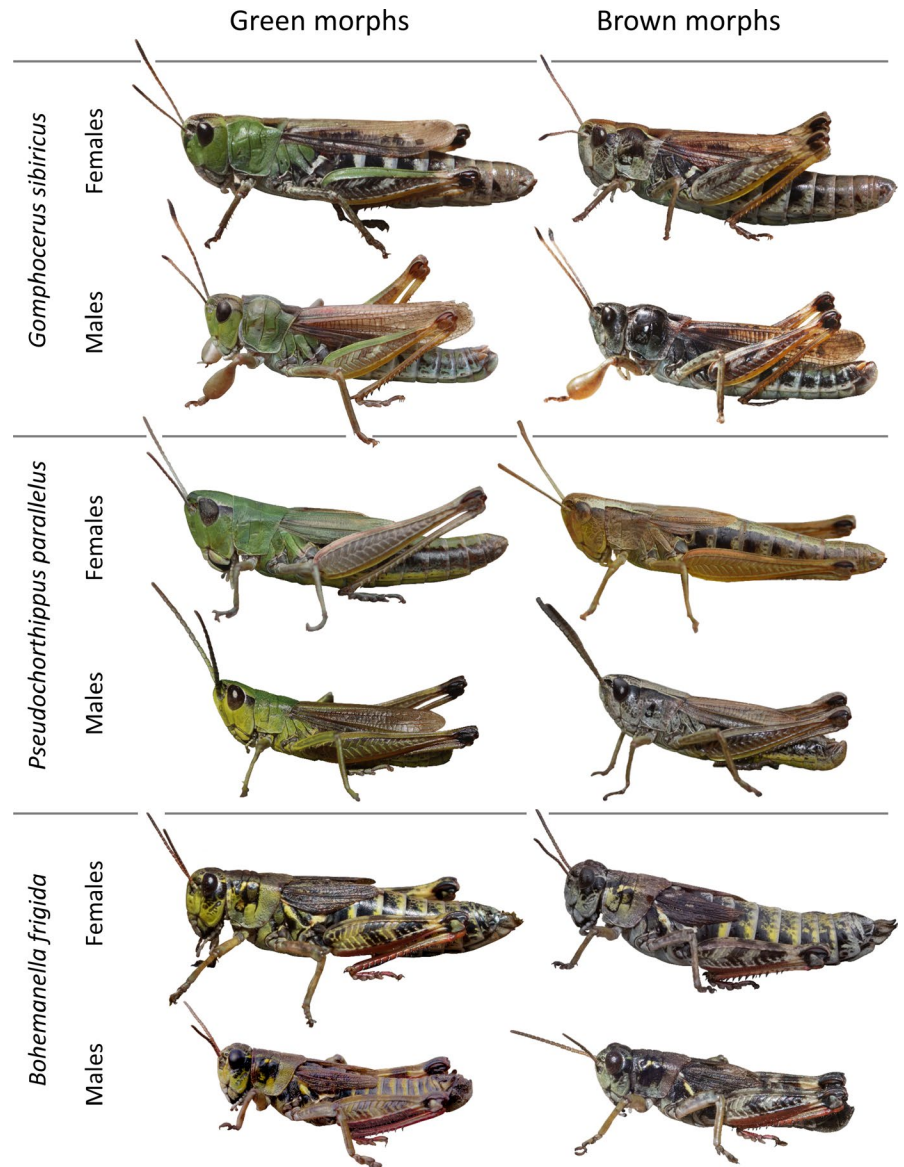 Green morphs
Brown morphs
Gomphocerus sibiricus
Females
Males
Pseudochorthippus parallelus
Females
Males
Bohemanella frigida
Females
Males